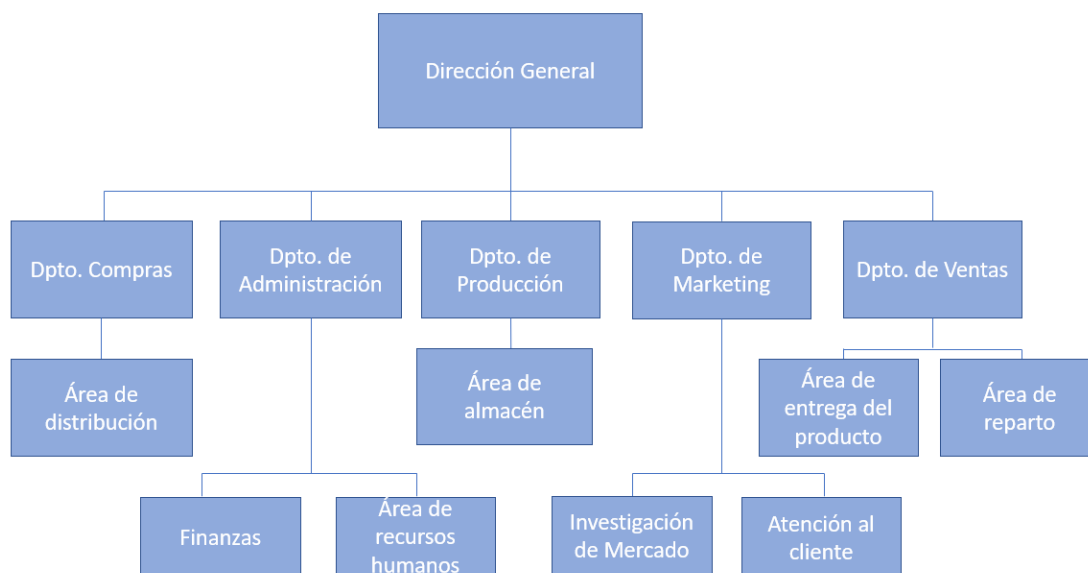 Dirección General
Dpto. Compras
Dpto. de
Administración
Dpto. de
Producción
Dpto. de
Marketing
Dpto. de Ventas
Área de
distribución
Área de
almacén
Área de
entrega del
producto
Área de
reparto
Finanzas
Área de
recursos
humanos
Investigación
de Mercado
Atención al
cliente